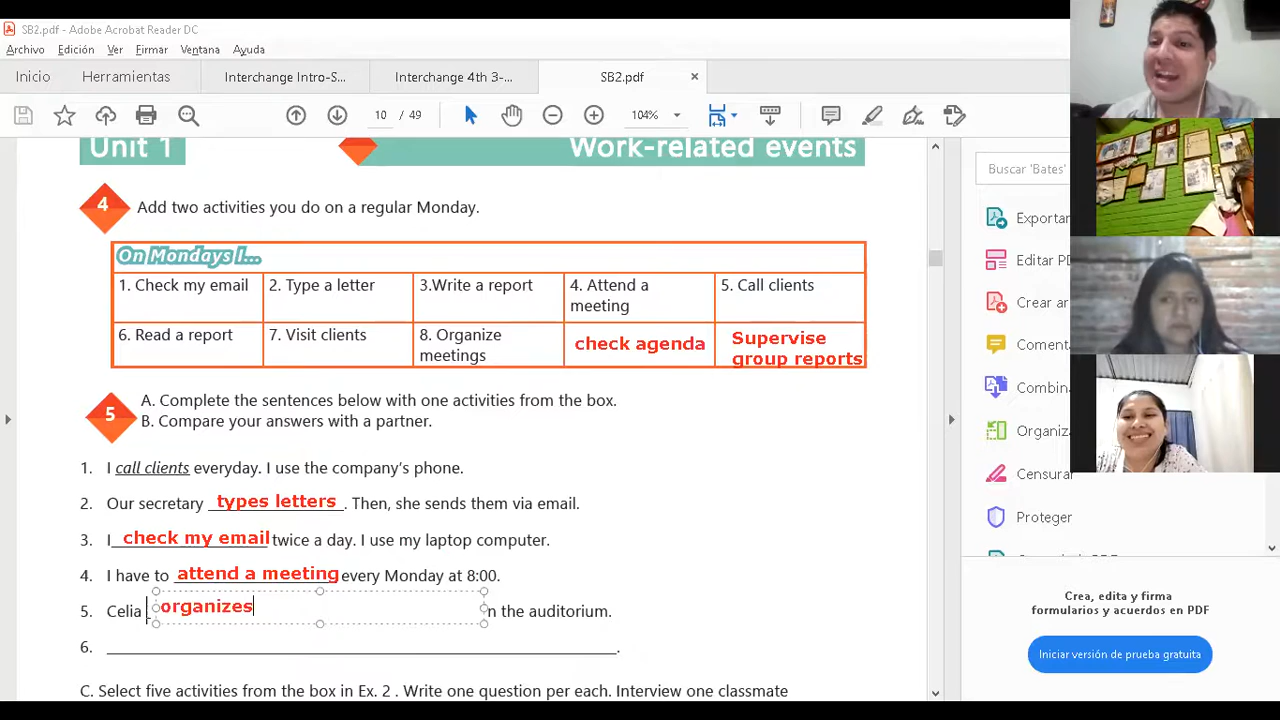 SB2.pdf - Adobe Acrobat Reader DC
Archivo Edición Ver Firmar Ventana Ayuda
Inicio Herramientas Interchange Intro-S... Interchange 4th 3-... SB2.pdf ×
10 / 49 104%
Unit 1 Work-related events
4 Add two activities you do on a regular Monday.
On Mondays I...
1. Check my email 2. Type a letter 3.Write a report 4. Attend a meeting 5. Call clients
6. Read a report 7. Visit clients 8. Organize meetings check agenda Supervise group reports
5 A. Complete the sentences below with one activities from the box.
B. Compare your answers with a partner.
1. I call clients everyday. I use the company's phone.
2. Our secretary types letters. Then, she sends them via email.
3. I check my email twice a day. I use my laptop computer.
4. I have to attend a meeting every Monday at 8:00.
5. Celia organizes n the auditorium.
6. .
C. Select five activities from the box in Ex. 2 . Write one question per each. Interview one classmate
Buscar 'Bates'
Exportar
Editar PD
Crear ar
Coment
Combin
Organiz
Censurar
Proteger
Crea, edita y firma
formularios y acuerdos en PDF
Iniciar versión de prueba gratuita